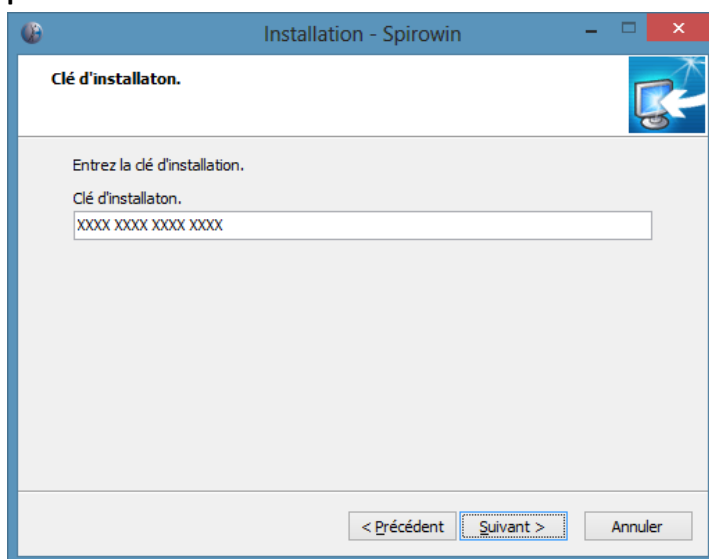 Installation - Spirowin
Clé d'installaton.
Entrez la clé d'installation.
Clé d'installaton.
XXXX XXXX XXXX XXXX
< Précédent
Suivant >
Annuler